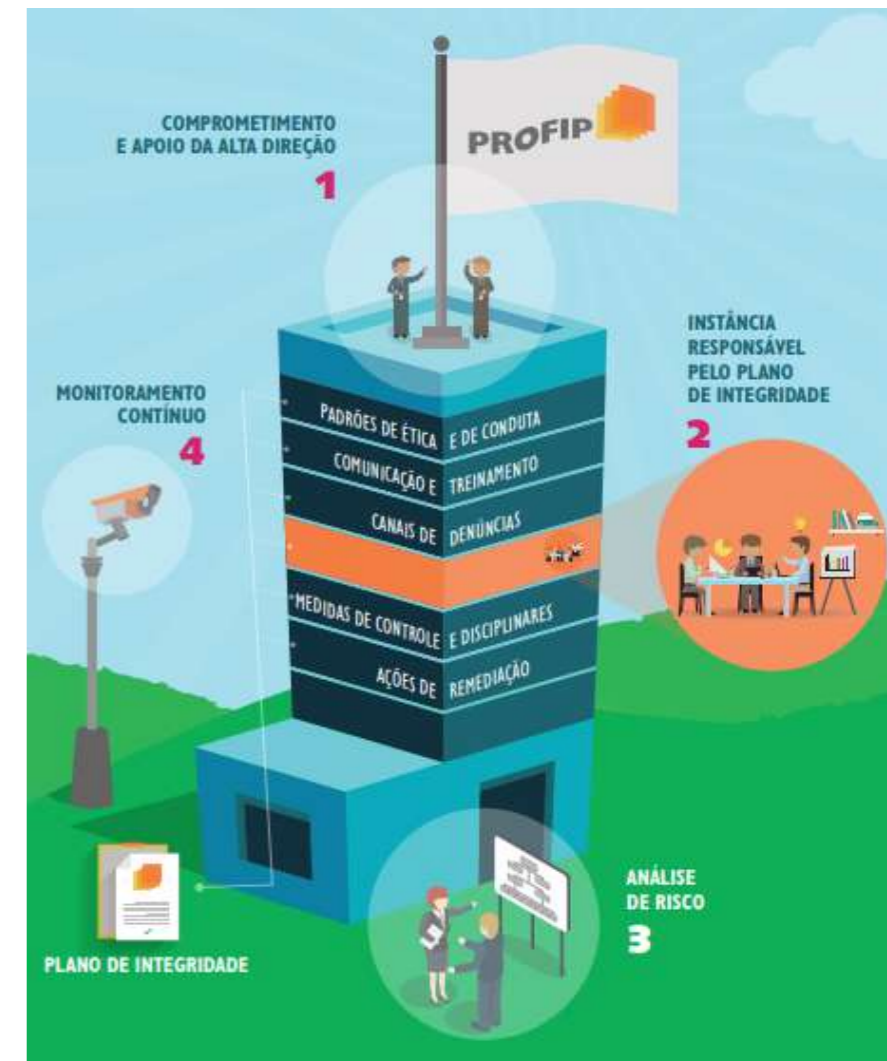 PROFIP
COMPROMETIMENTO
E APOIO DA ALTA DIREÇÃO
1
INSTÂNCIA
RESPONSÁVEL
PELO PLANO
DE INTEGRIDADE
2
MONITORAMENTO
CONTÍNUO
4
PADRÕES DE ÉTICA E DE CONDUTA
COMUNICAÇÃO E TREINAMENTO
CANAIS DE DENÚNCIAS
MEDIDAS DE CONTROLE E DISCIPLINARES
AÇÕES DE REMEDIAÇÃO
ANÁLISE
DE RISCO
3
PLANO DE INTEGRIDADE